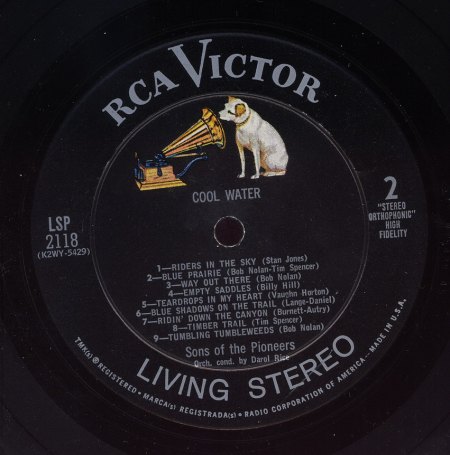 RCA VICTOR
COOL WATER
LSP
2118
(K2WY-5429)
2
"STEREO
ORTHOPHONIC"
HIGH
FIDELITY
1—RIDERS IN THE SKY (Stan Jones)
2—BLUE PRAIRIE (Bob Nolan-Tim Spencer)
3—WAY OUT THERE (Bob Nolan)
4—EMPTY SADDLES (Billy Hill)
5—TEARDROPS IN MY HEART (Vaughn Horton)
6—BLUE SHADOWS ON THE TRAIL (Lange-Daniel)
7—RIDIN' DOWN THE CANYON (Burnett-Autry)
8—TIMBER TRAIL (Tim Spencer)
9—TUMBLING TUMBLEWEEDS (Bob Nolan)
Sons of the Pioneers
Orch. cond. by Darol Rice
LIVING STEREO
TMK(s) ® REGISTERED • MARCA(s) REGISTRADA(s) • RADIO CORPORATION OF AMERICA—MADE IN U.S.A.